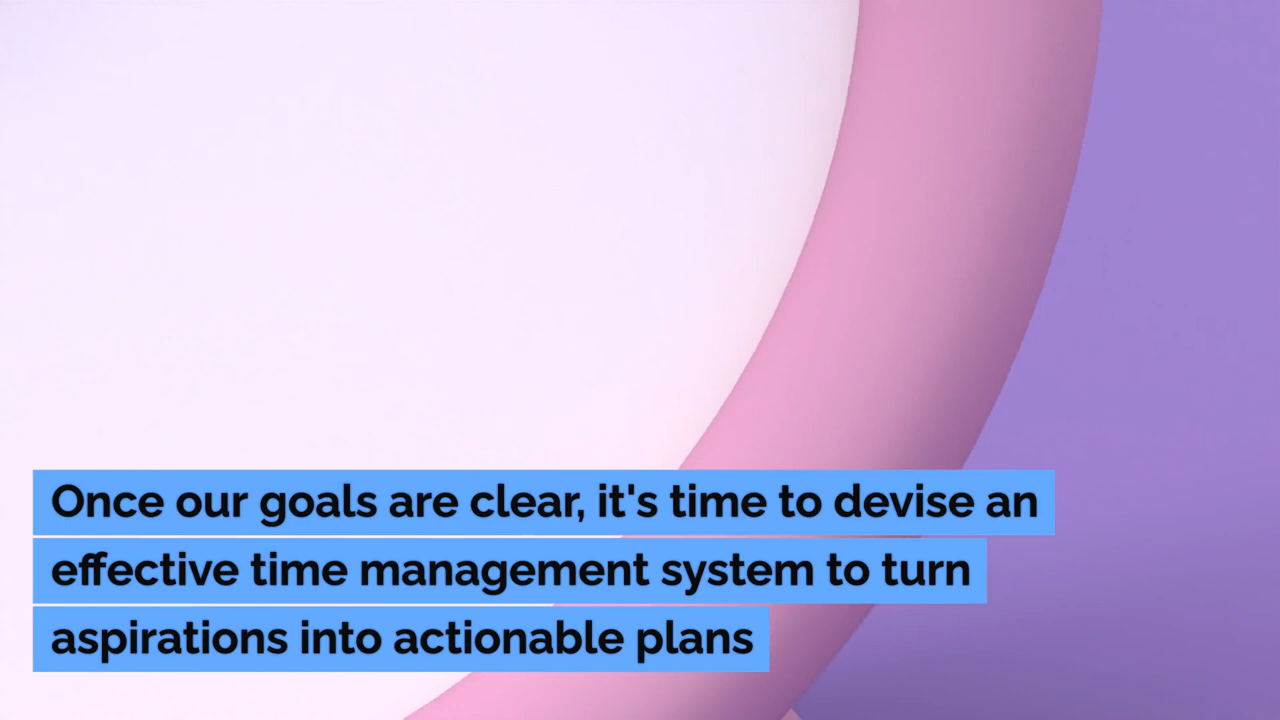 Once our goals are clear, it's time to devise an
effective time management system to turn
aspirations into actionable plans